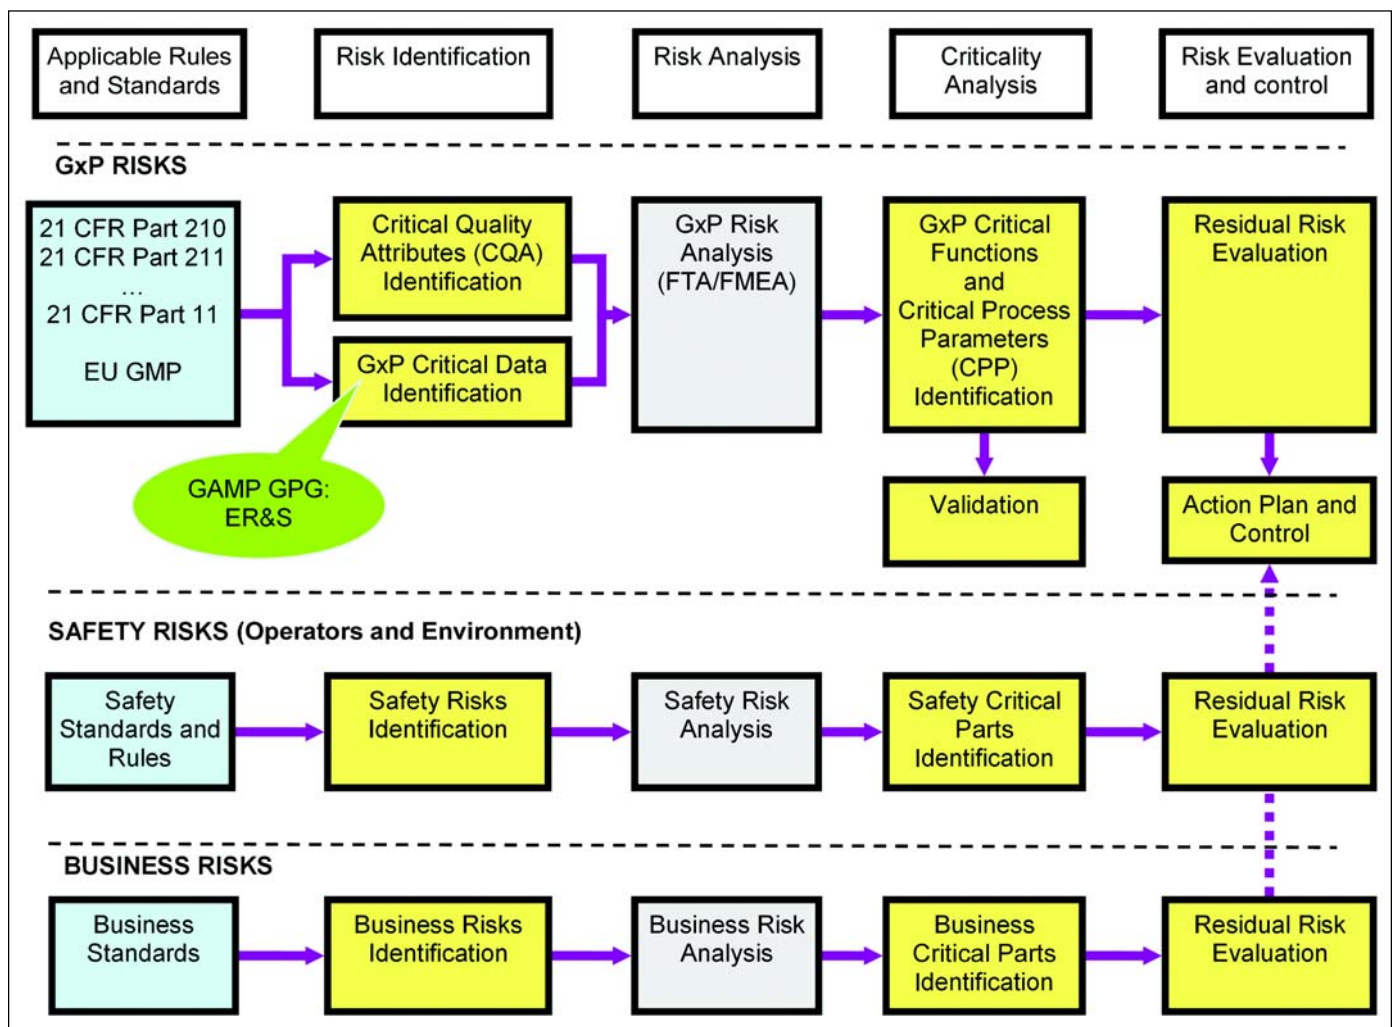 Applicable Rules
and Standards
Risk Identification
Risk Analysis
Criticality
Analysis
Risk Evaluation
and control
GxP RISKS
21 CFR Part 210
21 CFR Part 211
...
21 CFR Part 11
EU GMP
Critical Quality
Attributes (CQA)
Identification
GxP Critical Data
Identification
GAMP GPG:
ER&S
GxP Risk
Analysis
(FTA/FMEA)
GxP Critical
Functions
and
Critical Process
Parameters
(CPP)
Identification
Validation
Residual Risk
Evaluation
Action Plan and
Control
SAFETY RISKS (Operators and Environment)
Safety
Standards and
Rules
Safety Risks
Identification
Safety Risk
Analysis
Safety Critical
Parts
Identification
Residual Risk
Evaluation
BUSINESS RISKS
Business
Standards
Business Risks
Identification
Business Risk
Analysis
Business
Critical Parts
Identification
Residual Risk
Evaluation